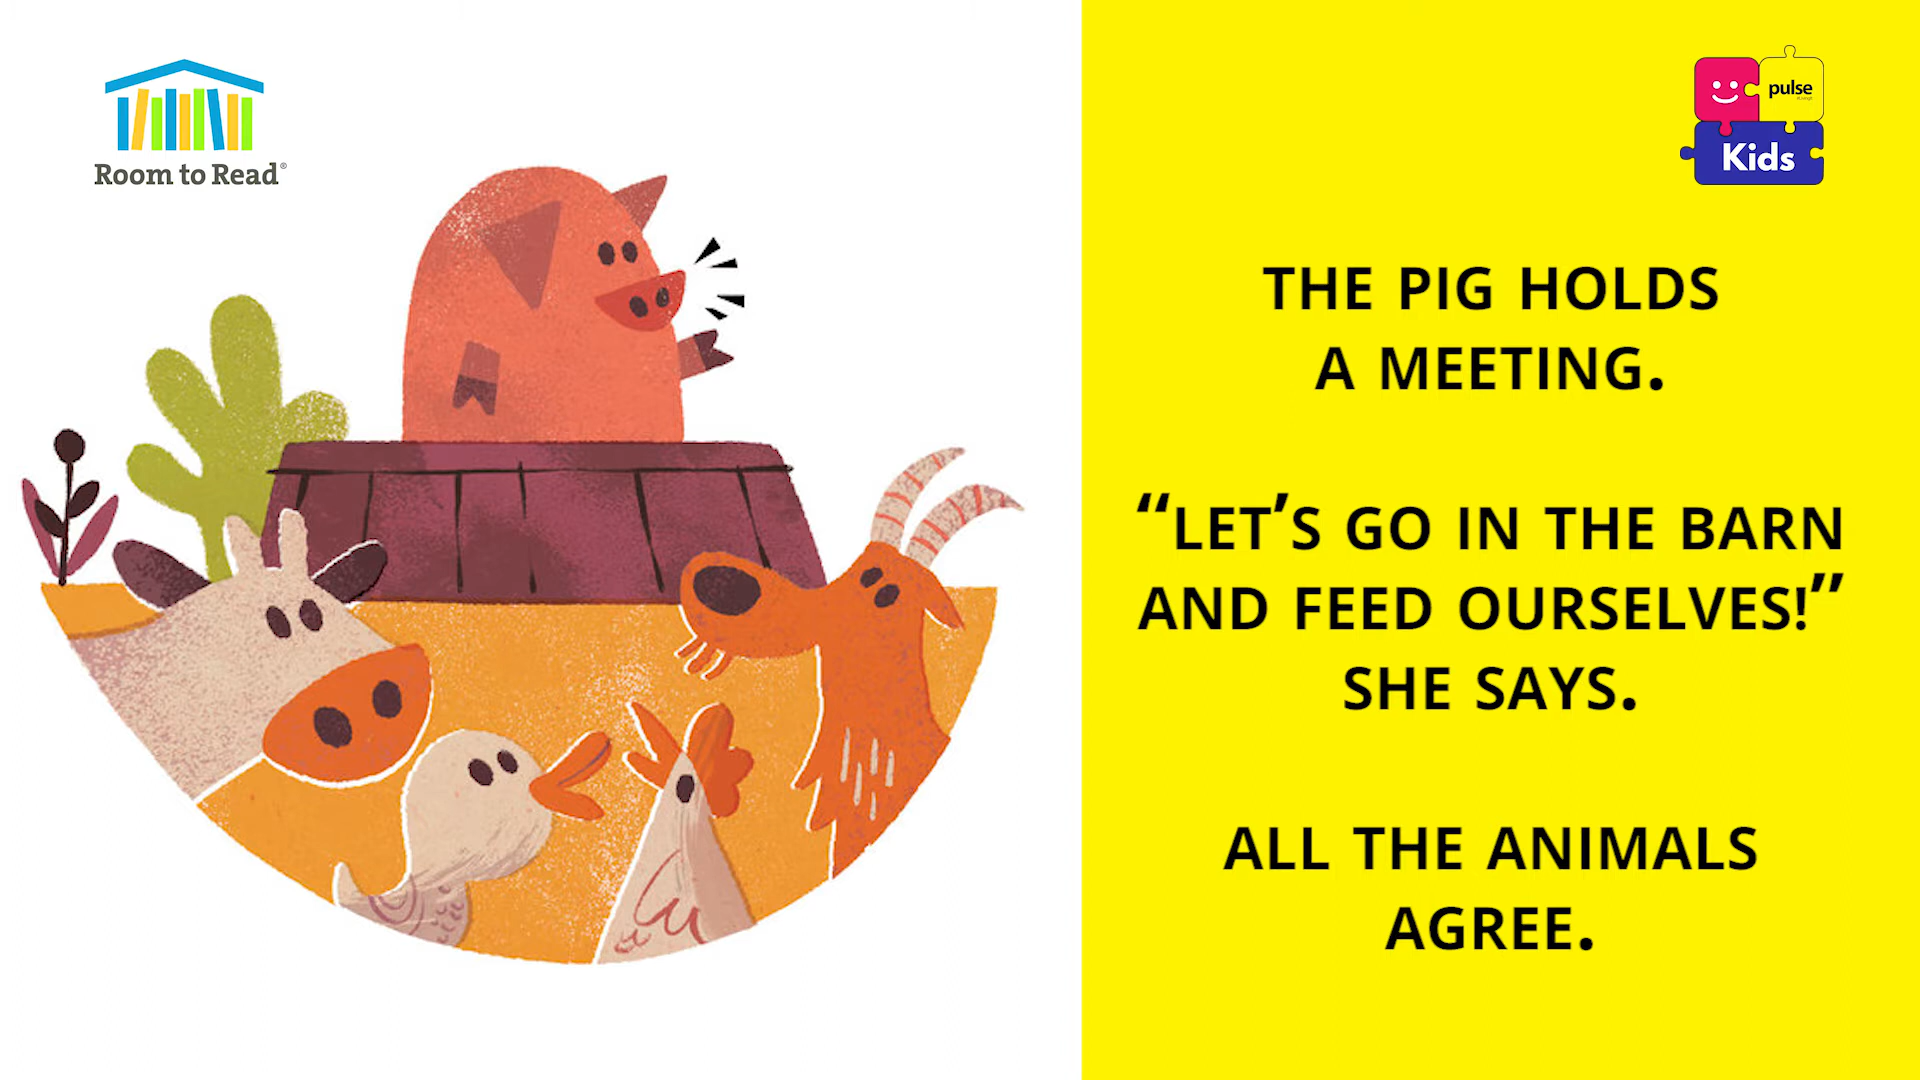 Room to Read®
pulse
Kids
THE PIG HOLDS
A MEETING.
“LET’S GO IN THE BARN
AND FEED OURSELVES!”
SHE SAYS.
ALL THE ANIMALS
AGREE.